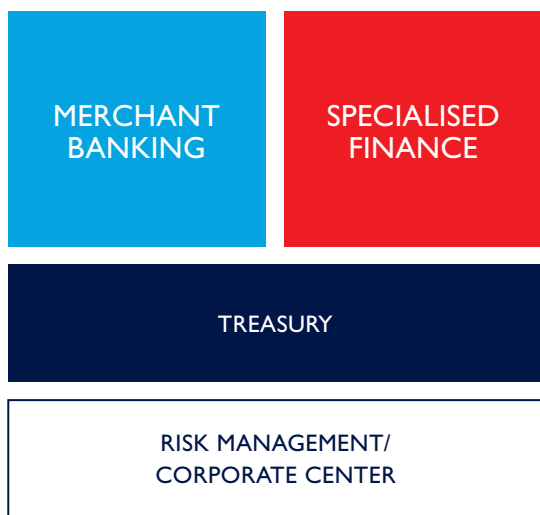 MERCHANT
BANKING
SPECIALISED
FINANCE
TREASURY
RISK MANAGEMENT/
CORPORATE CENTER